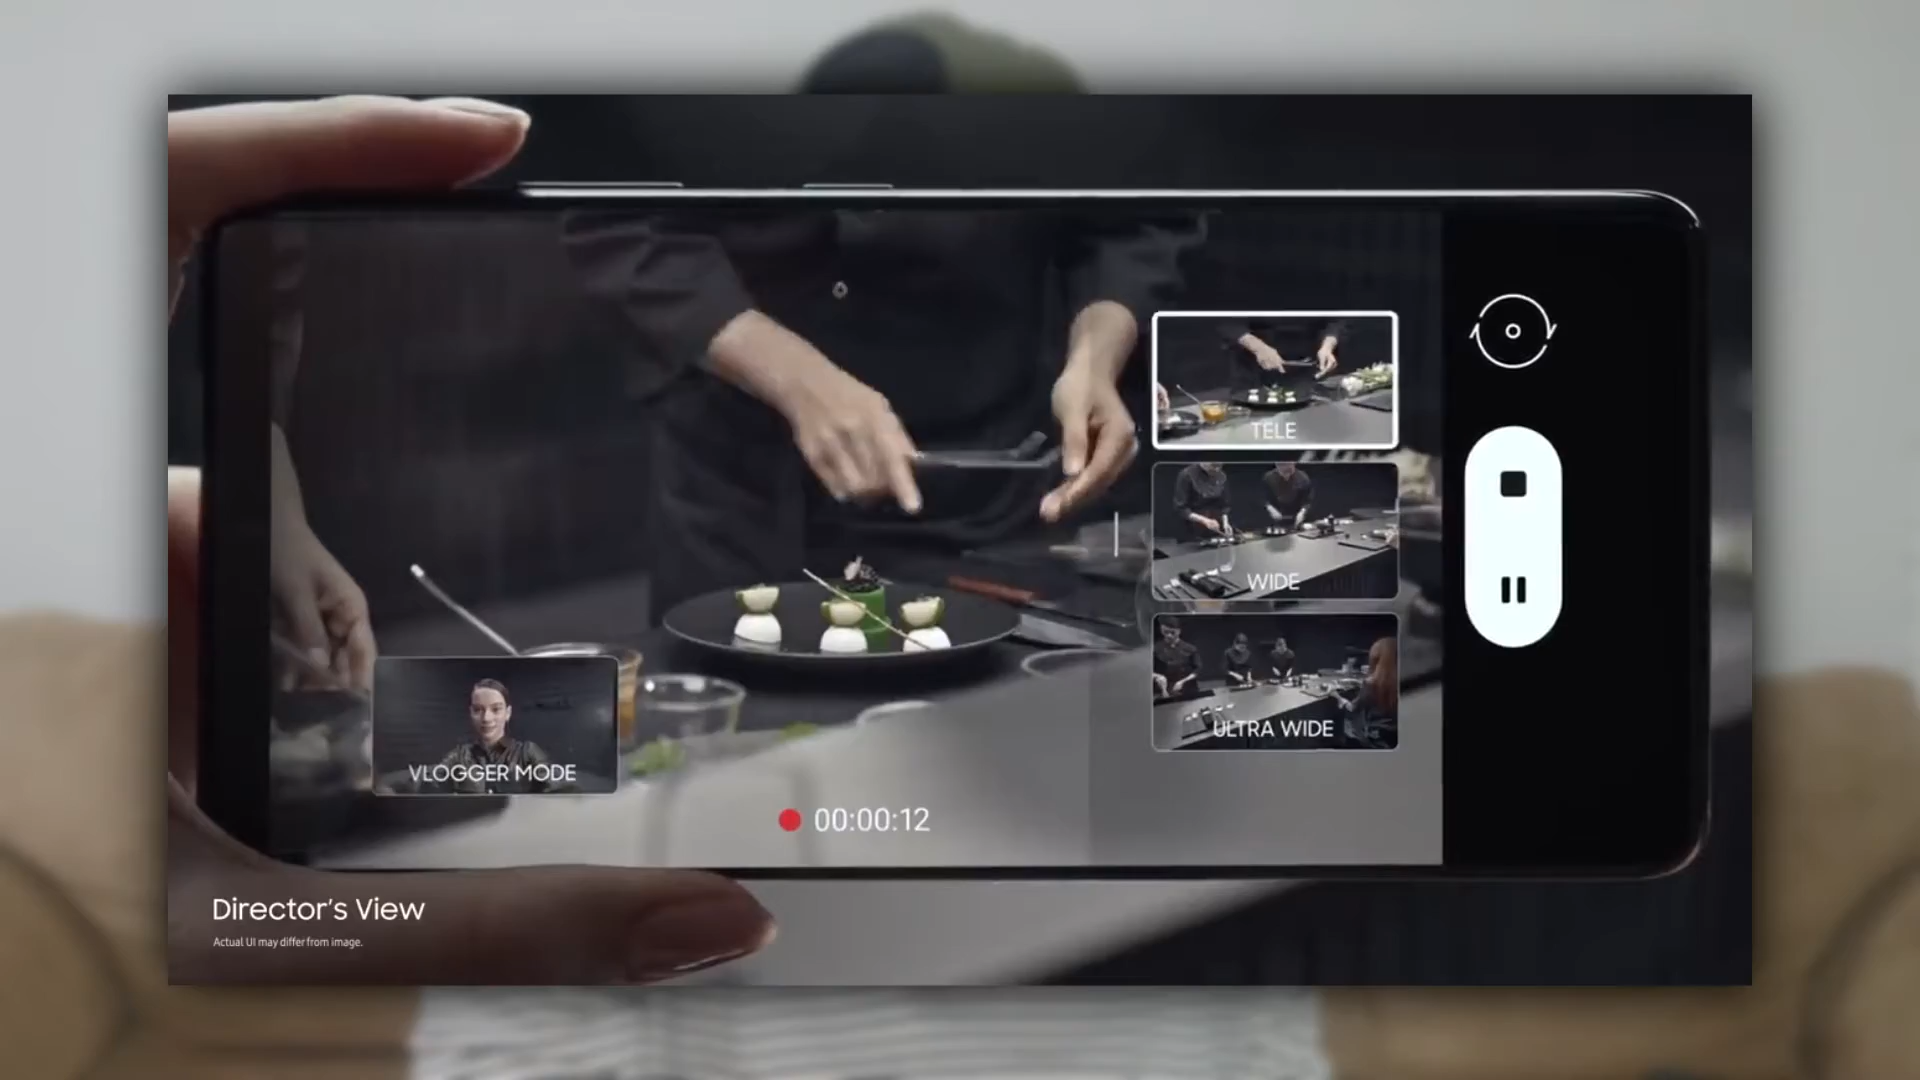 TELE
WIDE
ULTRA WIDE
VLOGGER MODE
00:00:12
Director's View
Actual UI may differ from image.